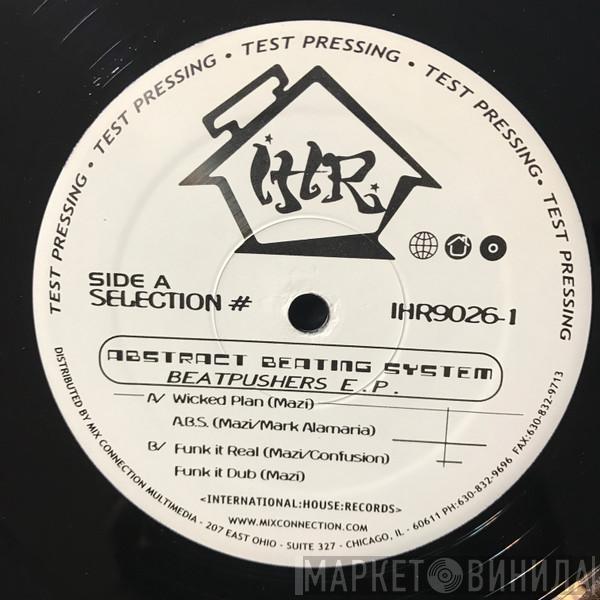 TEST PRESSING • TEST PRESSING • TEST PRESSING • TEST PRESSING • TEST PRESSING
IHR
SIDE A
SELECTION #
IHR9026-1
ABSTRACT BEATING SYSTEM
BEATPUSHERS E.P.
A/ Wicked Plan (Mazi)
A.B.S. (Mazi/Mark Alamaria)
B/ Funk it Real (Mazi/Confusion)
Funk it Dub (Mazi)
<INTERNATIONAL:HOUSE:RECORDS>
WWW.MIXCONNECTION.COM
DISTRIBUTED BY MIX CONNECTION MULTIMEDIA - 207 EAST OHIO - SUITE 327 - CHICAGO, IL - 60611 PH:630-832-9696 FAX:630-832-9713
МАРКЕТ ВИНИЛА